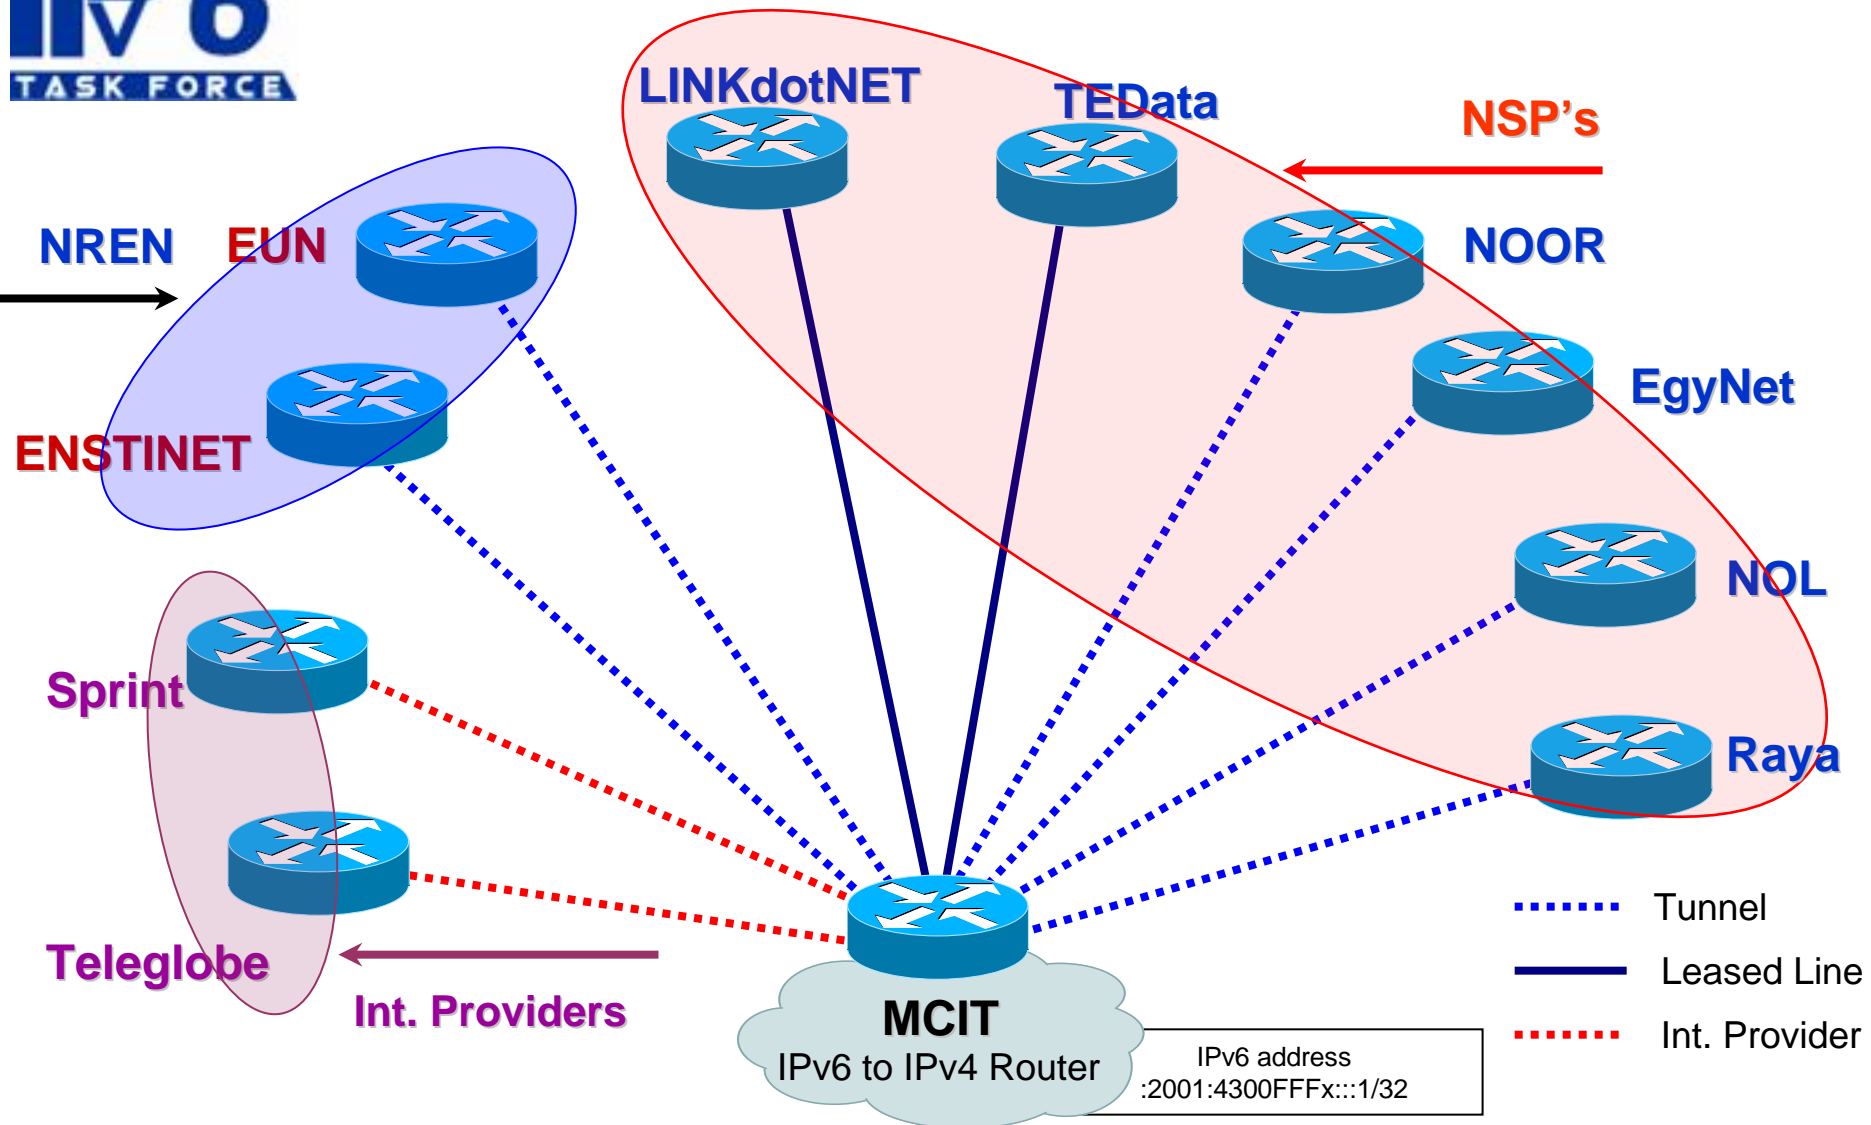 TASK FORCE
LINKdotNET
TEData
NSP's
NREN
EUN
NOOR
EgyNet
ENSTINET
NOL
Sprint
Raya
Teleglobe
Int. Providers
MCIT
IPv6 to IPv4 Router
IPv6 address
:2001:4300FFFx:::1/32
Tunnel
Leased Line
Int. Provider